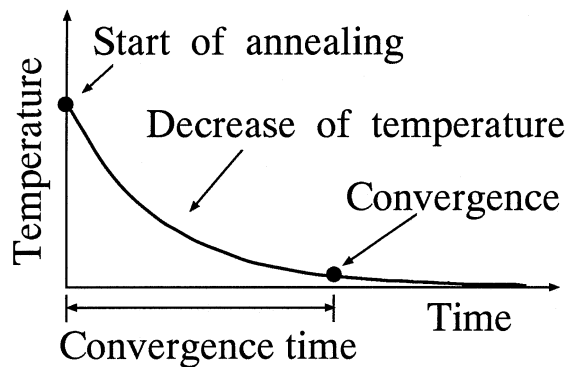 Start of annealing
Decrease of temperature
Convergence
Temperature
Time
Convergence time